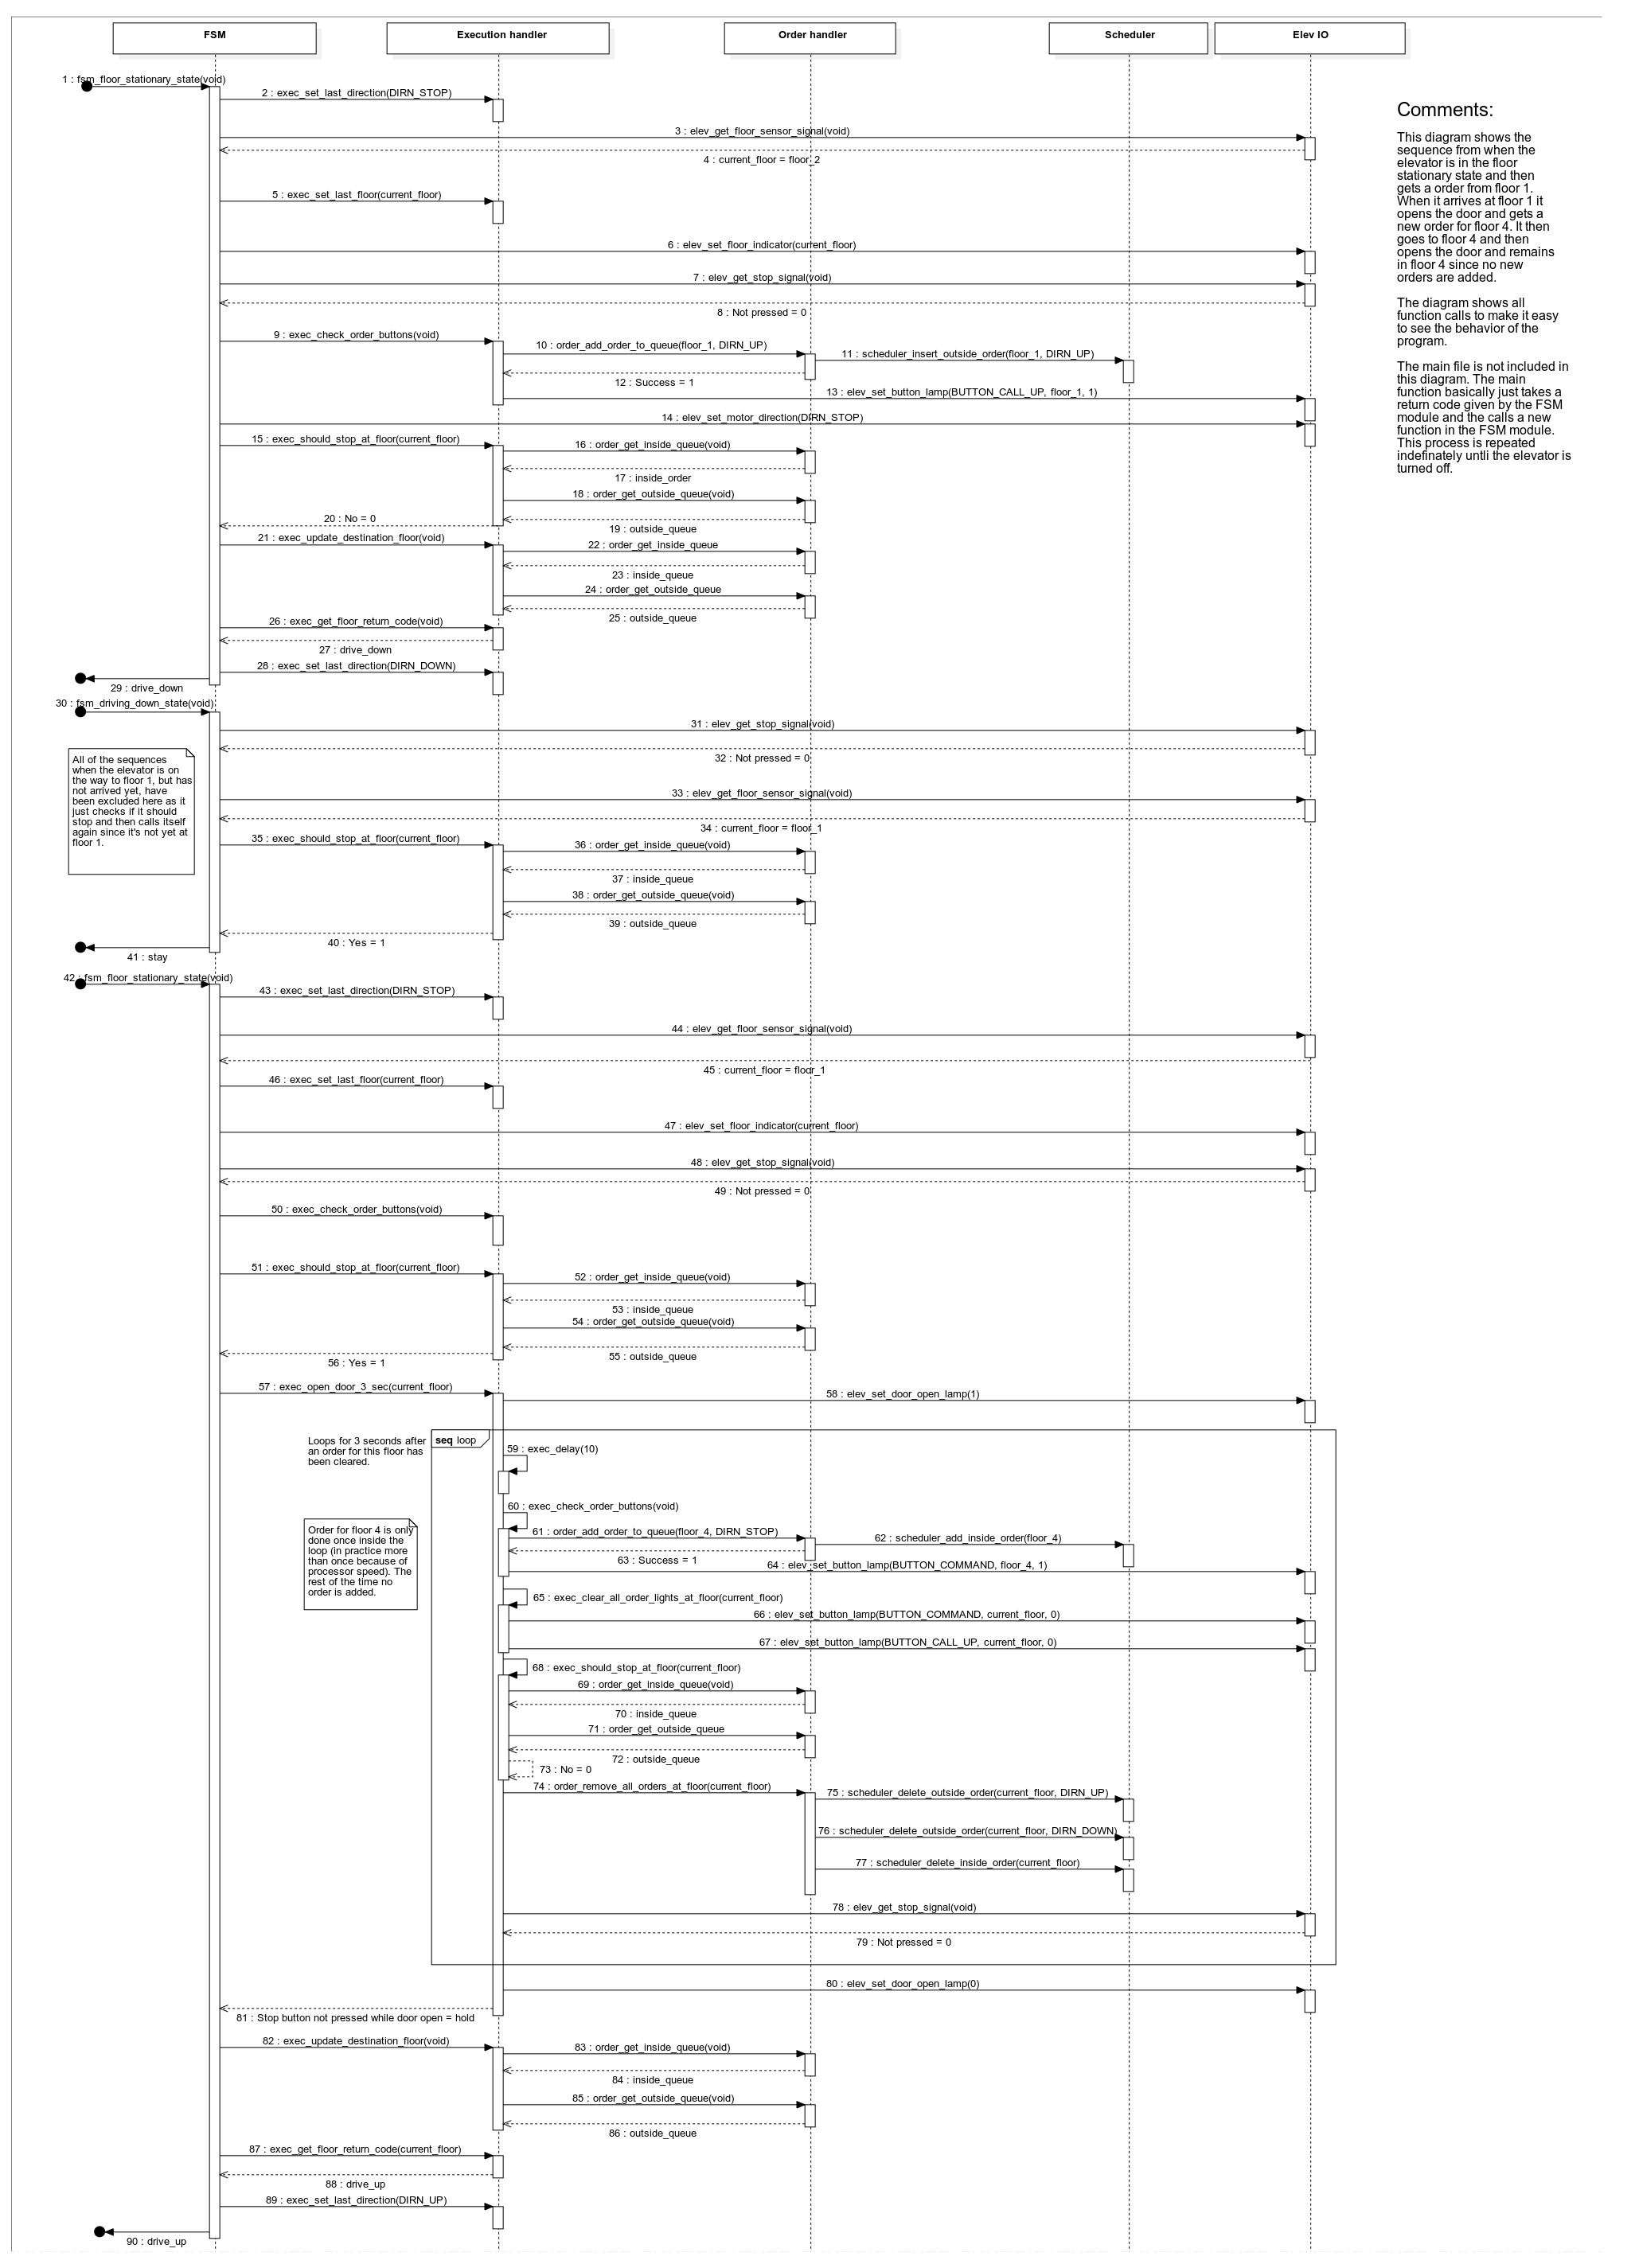 FSM
Execution handler
Order handler
Scheduler
Elev IO
1 : fsm_floor_stationary_state(void)
2 : exec_set_last_direction(DIRN_STOP)
3 : elev_get_floor_sensor_signal(void)
4 : current_floor = floor_2
5 : exec_set_last_floor(current_floor)
6 : elev_set_floor_indicator(current_floor)
7 : elev_get_stop_signal(void)
8 : Not pressed = 0
9 : exec_check_order_buttons(void)
10 : order_add_order_to_queue(floor_1, DIRN_UP)
11 : scheduler_insert_outside_order(floor_1, DIRN_UP)
12 : Success = 1
13 : elev_set_button_lamp(BUTTON_CALL_UP, floor_1, 1)
14 : elev_set_motor_direction(DIRN_STOP)
15 : exec_should_stop_at_floor(current_floor)
16 : order_get_inside_queue(void)
17 : inside_order
18 : order_get_outside_queue(void)
19 : outside_queue
20 : No = 0
21 : exec_update_destination_floor(void)
22 : order_get_inside_queue
23 : inside_queue
24 : order_get_outside_queue
25 : outside_queue
26 : exec_get_floor_return_code(void)
27 : drive_down
28 : exec_set_last_direction(DIRN_DOWN)
29 : drive_down
Comments:
This diagram shows the
sequence from when the
elevator is in the floor
stationary state and then
gets a order from floor 1.
When it arrives at floor 1 it
opens the door and gets a
new order for floor 4. It then
goes to floor 4 and then
opens the door and remains
in floor 4 since no new
orders are added.
The diagram shows all
function calls to make it easy
to see the behavior of the
program.
The main file is not included in
this diagram. The main
function basically just takes a
return code given by the FSM
module and the calls a new
function in the FSM module.
This process is repeated
indefinately untli the elevator is
turned off.
30 : fsm_driving_down_state(void)
31 : elev_get_stop_signal(void)
32 : Not pressed = 0
All of the sequences
when the elevator is on
the way to floor 1, but has
not arrived yet, have
been excluded here as it
just checks if it should
stop and then calls itself
again since it's not yet at
floor 1.
33 : elev_get_floor_sensor_signal(void)
34 : current_floor = floor_1
35 : exec_should_stop_at_floor(current_floor)
36 : order_get_inside_queue(void)
37 : inside_queue
38 : order_get_outside_queue(void)
39 : outside_queue
40 : Yes = 1
41 : stay
42 : fsm_floor_stationary_state(void)
43 : exec_set_last_direction(DIRN_STOP)
44 : elev_get_floor_sensor_signal(void)
45 : current_floor = floor_1
46 : exec_set_last_floor(current_floor)
47 : elev_set_floor_indicator(current_floor)
48 : elev_get_stop_signal(void)
49 : Not pressed = 0
50 : exec_check_order_buttons(void)
51 : exec_should_stop_at_floor(current_floor)
52 : order_get_inside_queue(void)
53 : inside_queue
54 : order_get_outside_queue(void)
55 : outside_queue
56 : Yes = 1
57 : exec_open_door_3_sec(current_floor)
58 : elev_set_door_open_lamp(1)
Loops for 3 seconds after
an order for this floor has
been cleared.
seq loop
59 : exec_delay(10)
60 : exec_check_order_buttons(void)
Order for floor 4 is only
done once inside the
loop (in practice more
than once because of
processor speed). The
rest of the time no
order is added.
61 : order_add_order_to_queue(floor_4, DIRN_STOP)
62 : scheduler_add_inside_order(floor_4)
63 : Success = 1
64 : elev_set_button_lamp(BUTTON_COMMAND, floor_4, 1)
65 : exec_clear_all_order_lights_at_floor(current_floor)
66 : elev_set_button_lamp(BUTTON_COMMAND, current_floor, 0)
67 : elev_set_button_lamp(BUTTON_CALL_UP, current_floor, 0)
68 : exec_should_stop_at_floor(current_floor)
69 : order_get_inside_queue(void)
70 : inside_queue
71 : order_get_outside_queue
72 : outside_queue
73 : No = 0
74 : order_remove_all_orders_at_floor(current_floor)
75 : scheduler_delete_outside_order(current_floor, DIRN_UP)
76 : scheduler_delete_outside_order(current_floor, DIRN_DOWN)
77 : scheduler_delete_inside_order(current_floor)
78 : elev_get_stop_signal(void)
79 : Not pressed = 0
80 : elev_set_door_open_lamp(0)
81 : Stop button not pressed while door open = hold
82 : exec_update_destination_floor(void)
83 : order_get_inside_queue(void)
84 : inside_queue
85 : order_get_outside_queue(void)
86 : outside_queue
87 : exec_get_floor_return_code(current_floor)
88 : drive_up
89 : exec_set_last_direction(DIRN_UP)
90 : drive_up